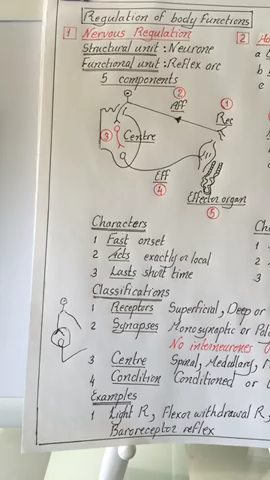 Regulation of body Functions
1 Nervous Regulation
Structural unit : Neurone
Functional unit : Reflex arc
5 components
2
Aff
1
Rec
3 Centre
Eff
4
Effector organ
5
Characters
1 Fast onset
2 Acts exactly or local
3 Lasts short time
Classifications
1 Receptors Superficial, Deep or
2 Synapses Monosynaptic or
No interneurones
3 Centre Spinal, Medullary,
4 Condition Conditioned or
Examples
1 Light R, Flexor withdrawal R,
Baroreceptor reflex
2
a
b
c
1
2
3